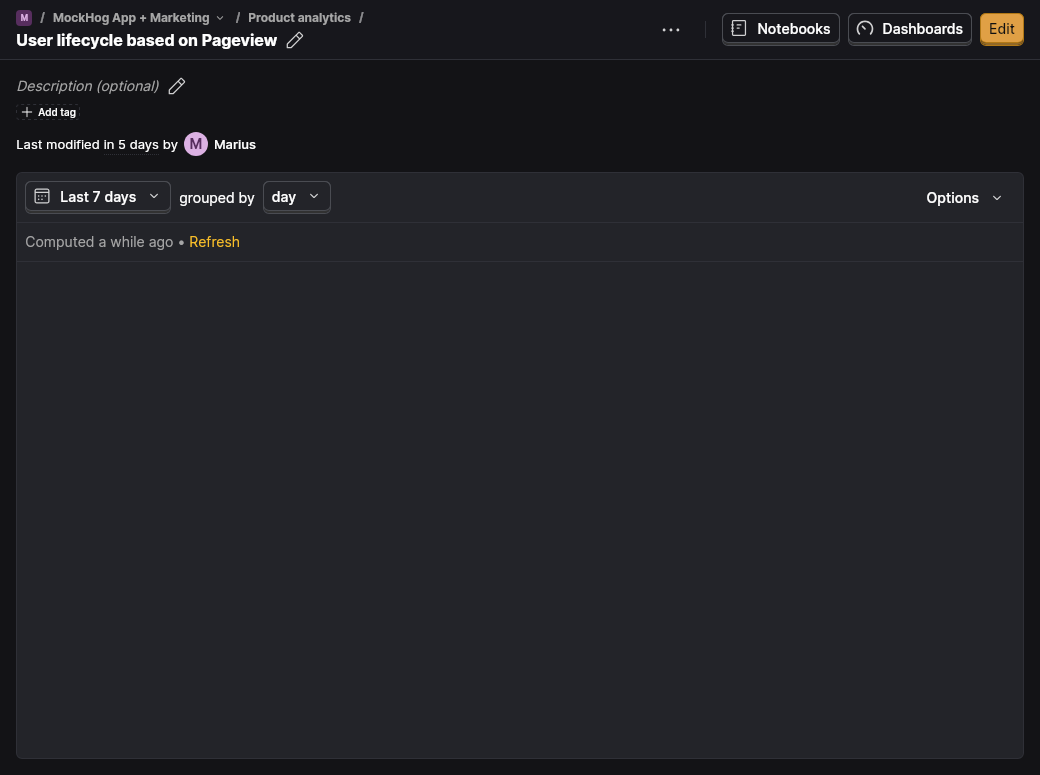 M / MockHog App + Marketing / Product analytics /
User lifecycle based on Pageview
Notebooks
Dashboards
Edit
Description (optional)
Add tag
Last modified in 5 days by M Marius
Last 7 days grouped by day
Options
Computed a while ago • Refresh